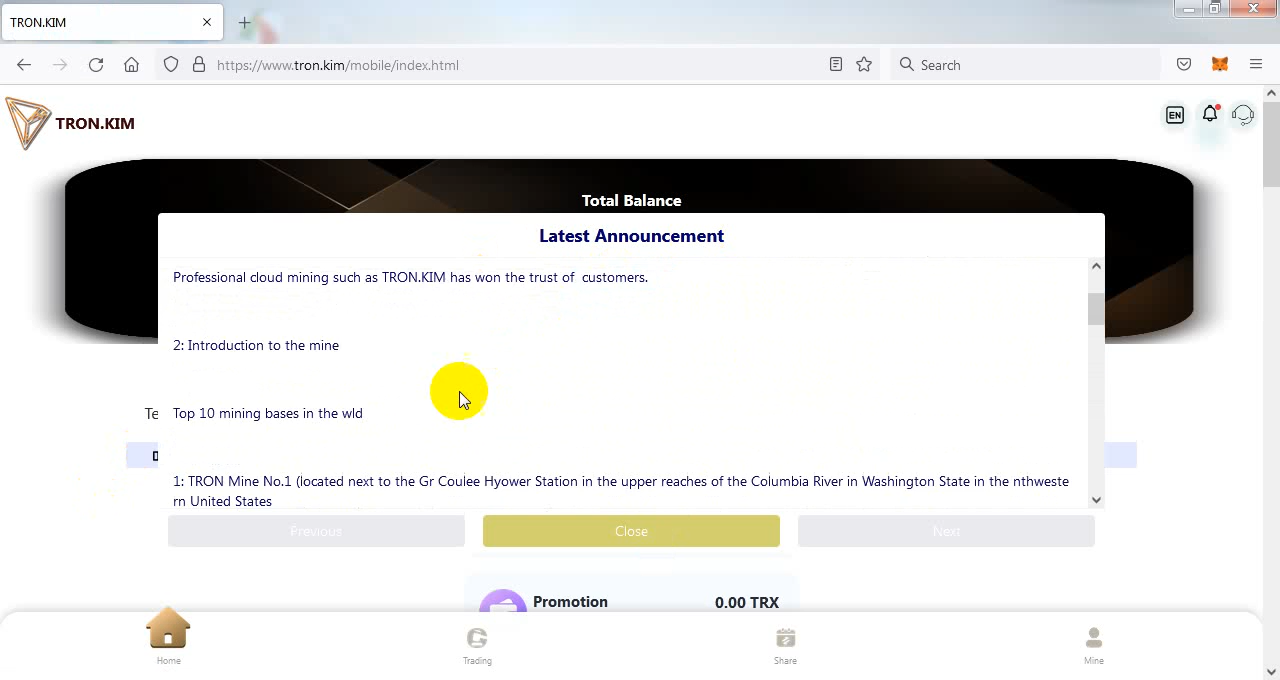 TRON.KIM
https://www.tron.kim/mobile/index.html
Search
TRON.KIM
EN
Total Balance
Latest Announcement
Professional cloud mining such as TRON.KIM has won the trust of customers.
2: Introduction to the mine
Te
Top 10 mining bases in the wld
1: TRON Mine No.1 (located next to the Gr Coulee Hyower Station in the upper reaches of the Columbia River in Washington State in the nthweste
rn United States
Previous
Close
Next
Promotion
0.00 TRX
Home
Trading
Share
Mine